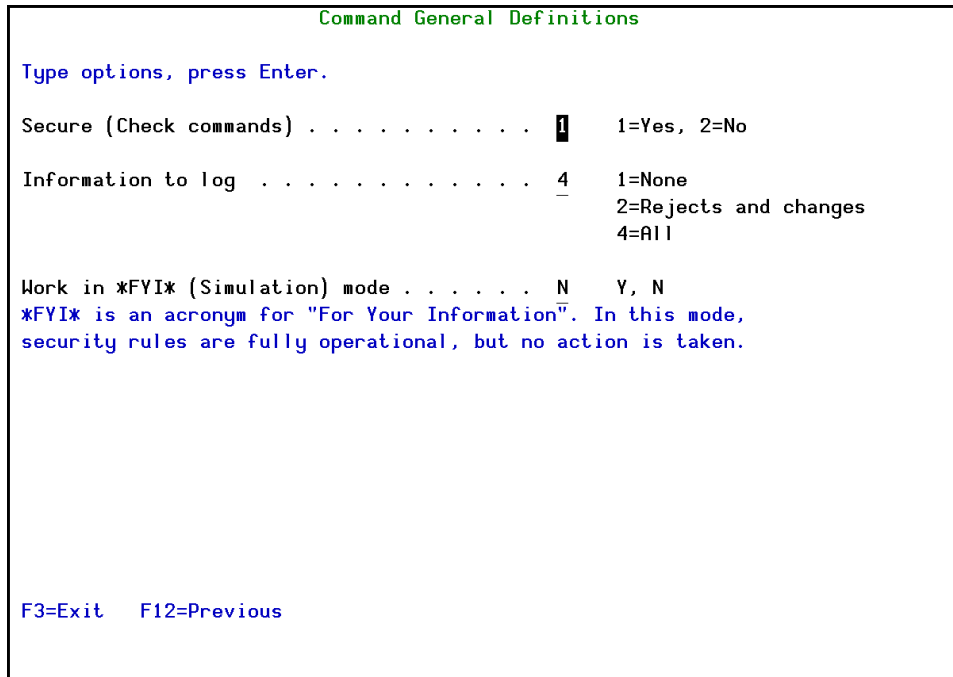 Command General Definitions
Type options, press Enter.
Secure (Check commands) . . . . . . . . . . 1 1=Yes, 2=No
Information to log . . . . . . . . . . . . 4 1=None
2=Rejects and changes
4=All
Work in *FYI* (Simulation) mode . . . . . . N Y, N
*FYI* is an acronym for "For Your Information". In this mode,
security rules are fully operational, but no action is taken.
F3=Exit F12=Previous